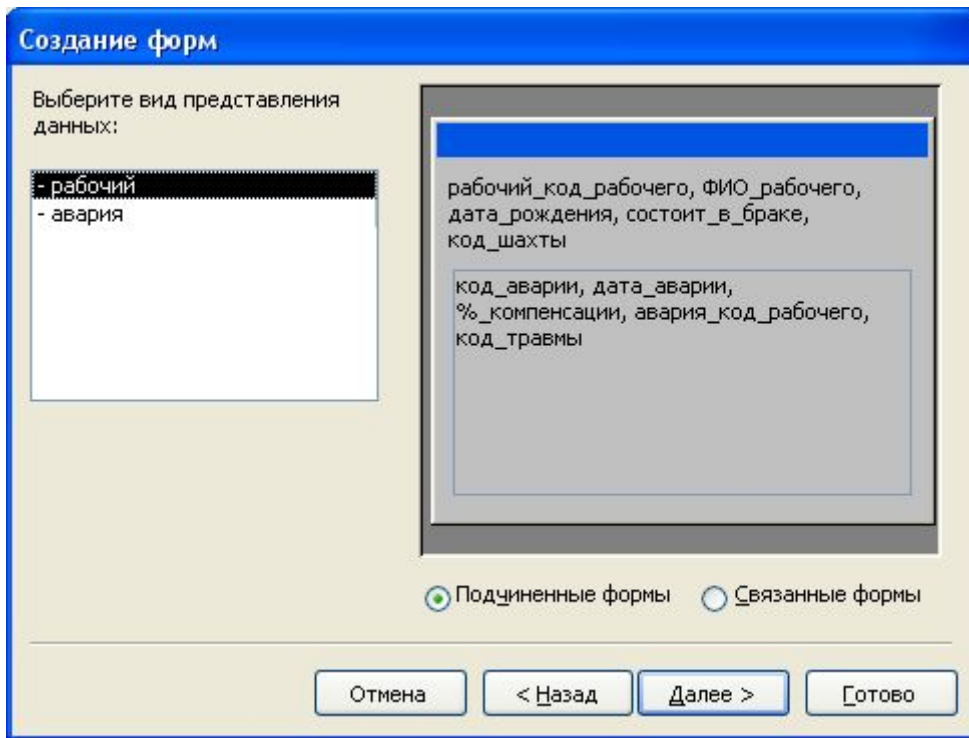 Создание форм
Выберите вид представления
данных:
- рабочий
- авария
рабочий_код_рабочего, ФИО_рабочего,
дата_рождения, состоит_в_браке,
код_шахты
код_аварии, дата_аварии,
%_компенсации, авария_код_рабочего,
код_травмы
Подчиненные формы
Связанные формы
Отмена
< Назад
Далее >
Готово